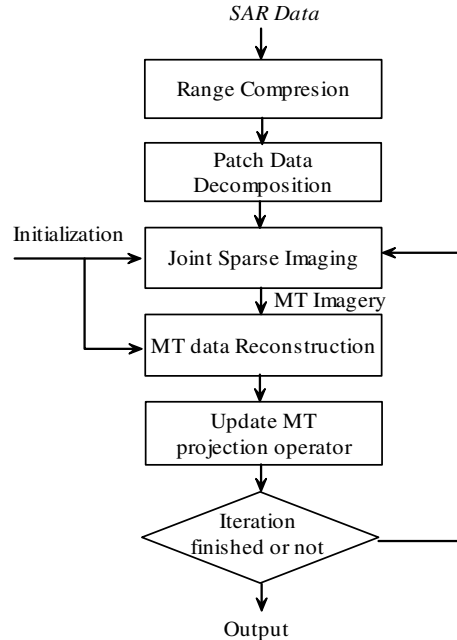 SAR Data
Range Compresion
Patch Data
Decomposition
Initialization
Joint Sparse Imaging
MT Imagery
MT data Reconstruction
Update MT
projection operator
Iteration
finished or not
Output